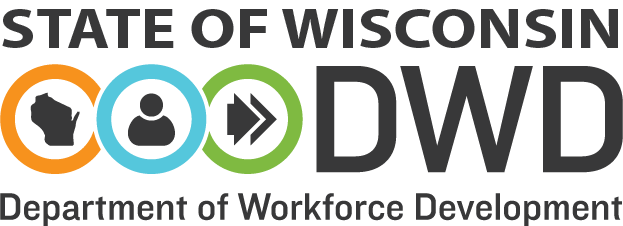 STATE OF WISCONSIN
DWD
Department of Workforce Development